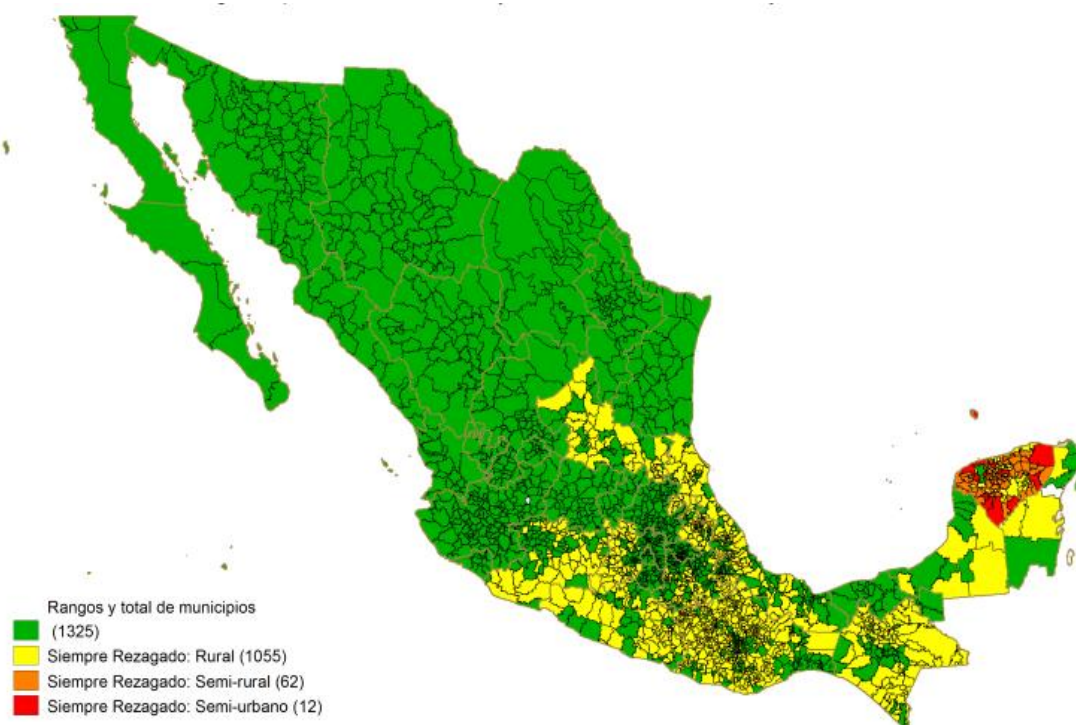 Rangos y total de municipios
(1325)
Siempre Rezagado: Rural (1055)
Siempre Rezagado: Semi-rural (62)
Siempre Rezagado: Semi-urbano (12)